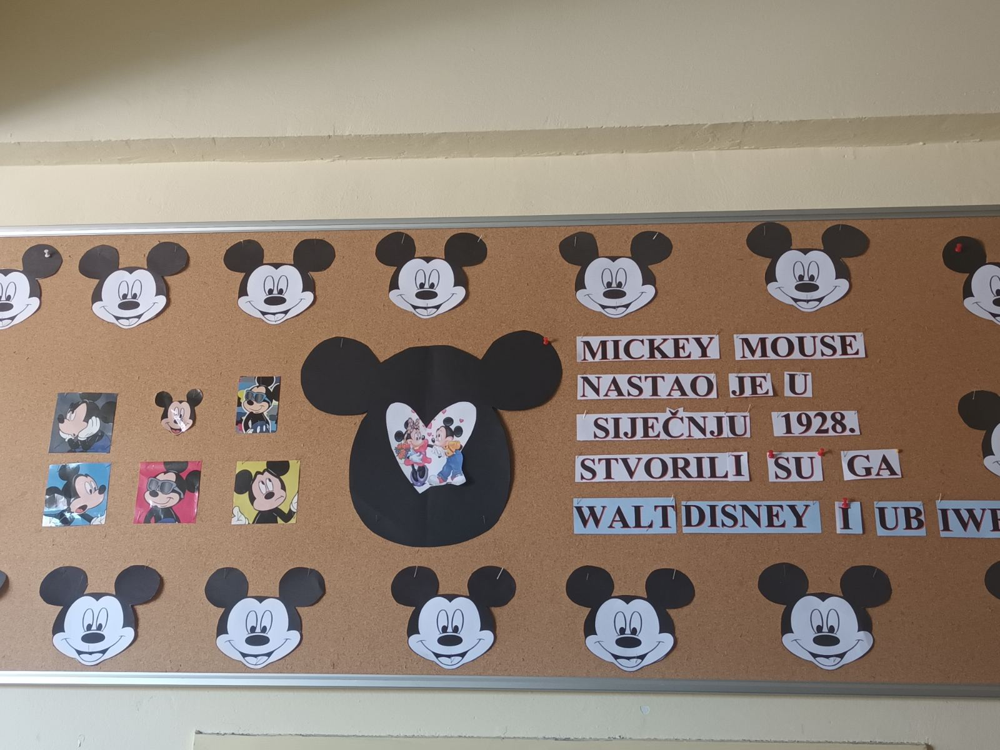 MICKEY MOUSE
NASTAO JE U
SIJEČNJU 1928.
STVORILI SU GA
WALT DISNEY I UB